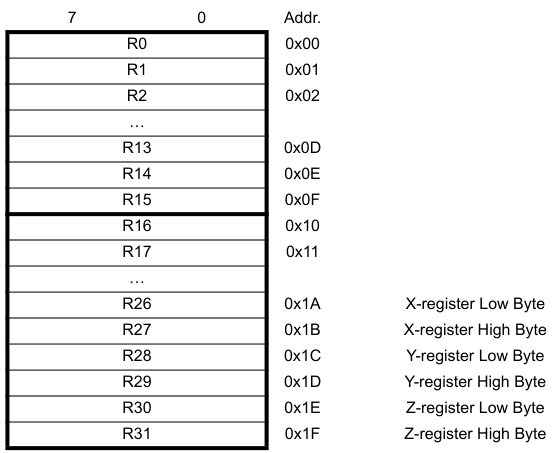 7 0 Addr.
R0 0x00
R1 0x01
R2 0x02
...
R13 0x0D
R14 0x0E
R15 0x0F
R16 0x10
R17 0x11
...
R26 0x1A X-register Low Byte
R27 0x1B X-register High Byte
R28 0x1C Y-register Low Byte
R29 0x1D Y-register High Byte
R30 0x1E Z-register Low Byte
R31 0x1F Z-register High Byte